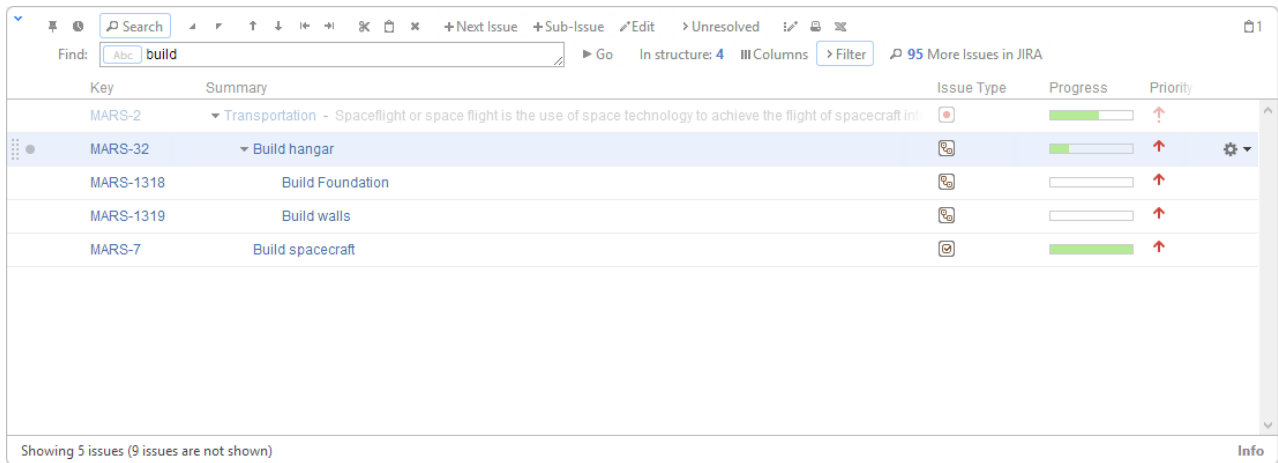 Search +Next Issue +Sub-Issue Edit > Unresolved 1
Find: Abc build Go In structure: 4 Columns > Filter 95 More Issues in JIRA
Key Summary Issue Type Progress Priority
MARS-2 Transportation - Spaceflight or space flight is the use of space technology to achieve the flight of spacecraft
MARS-32 Build hangar
MARS-1318 Build Foundation
MARS-1319 Build walls
MARS-7 Build spacecraft
Showing 5 issues (9 issues are not shown) Info